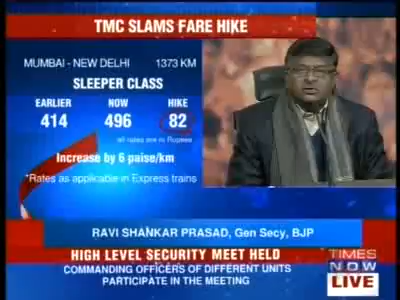 TMC SLAMS FARE HIKE
MUMBAI - NEW DELHI 1373 KM
SLEEPER CLASS
EARLIER NOW HIKE
414 496 82
all rates are in Rupees
Increase by 6 paise/km
*Rates as applicable in Express trains
RAVI SHANKAR PRASAD, Gen Secy, BJP
HIGH LEVEL SECURITY MEET HELD
COMMANDING OFFICERS OF DIFFERENT UNITS
PARTICIPATE IN THE MEETING
TIMES
NOW
LIVE